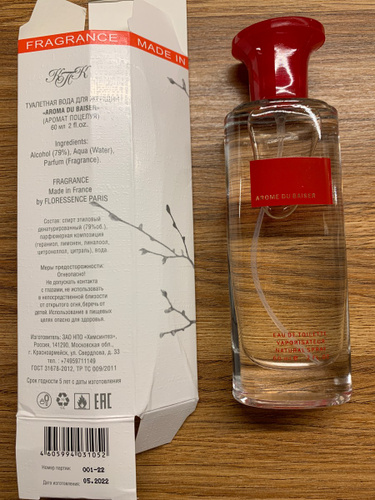 FRAGRANCE MADE IN
КПК
ТУАЛЕТНАЯ ВОДА ДЛЯ ЖЕНЩИН
«AROMA DU BAISER»
(АРОМАТ ПОЦЕЛУЯ)
60 мл 2 fl.oz.
Ingredients:
Alcohol (79%), Aqua (Water),
Parfum (Fragrance).
FRAGRANCE
Made in France
by FLORESSENCE PARIS
Состав: спирт этиловый
денатурированный (79%об.),
парфюмерная композиция
(гераниол, лимонен, линалоол,
цитронеллол, цитраль), вода.
Меры предосторожности:
Огнеопасно!
Не допускать контакта
с глазами, не использовать
в непосредственной близости
от открытого огня, беречь от
детей. Использование в пищевых
целях опасно для здоровья.
Изготовитель: ЗАО НПО «Химсинтез»,
Россия, 141290, Московская обл.,
г. Красноармейск, ул. Свердлова, д. 33
тел.: +74959711149
ГОСТ 31678-2012, ТР ТС 009/2011
Срок годности 5 лет с даты изготовления
EAC
4605994031052
Номер партии: 001-22
Дата изготовления: 05.2022
AROME DU BAISER
EAU DE TOILETTE
VAPORISATEUR
NATURAL SPRAY